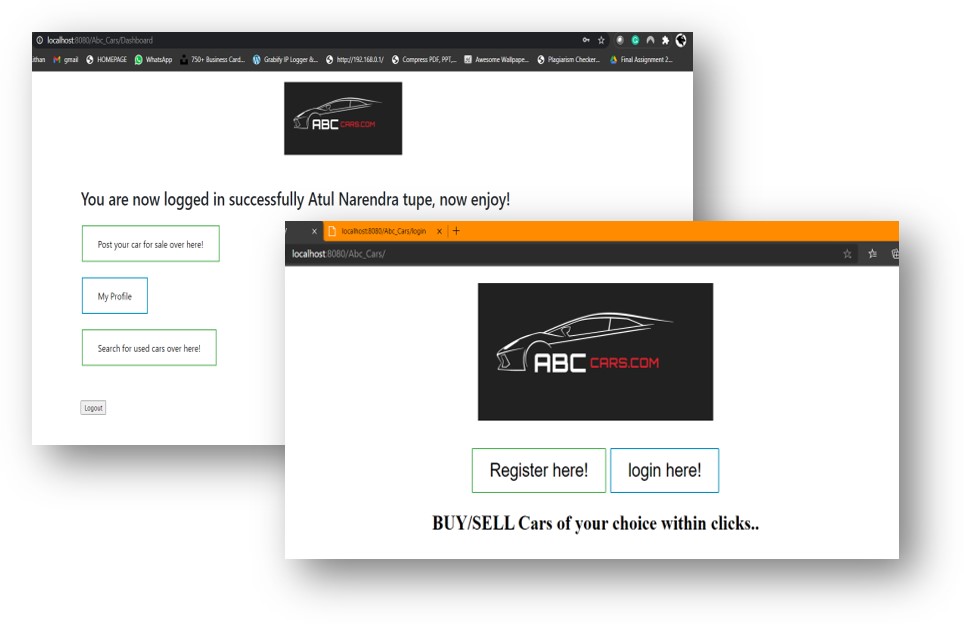 localhost:8080/Abc_Cars/Dashboard
uthan gmail HOMEPAGE WhatsApp 750+ Business Card... Grabify IP Logger &... http://192.168.0.1/ Compress PDF, PPT,... Awesome Wallpape... Plagiarism Checker... Final Assignment 2...
ABC CARS.COM
You are now logged in successfully Atul Narendra tupe, now enjoy!
Post your car for sale over here!
My Profile
Search for used cars over here!
Logout
localhost:8080/Abc_Cars/login
localhost:8080/Abc_Cars/
ABC CARS.COM
Register here! login here!
BUY/SELL Cars of your choice within clicks..